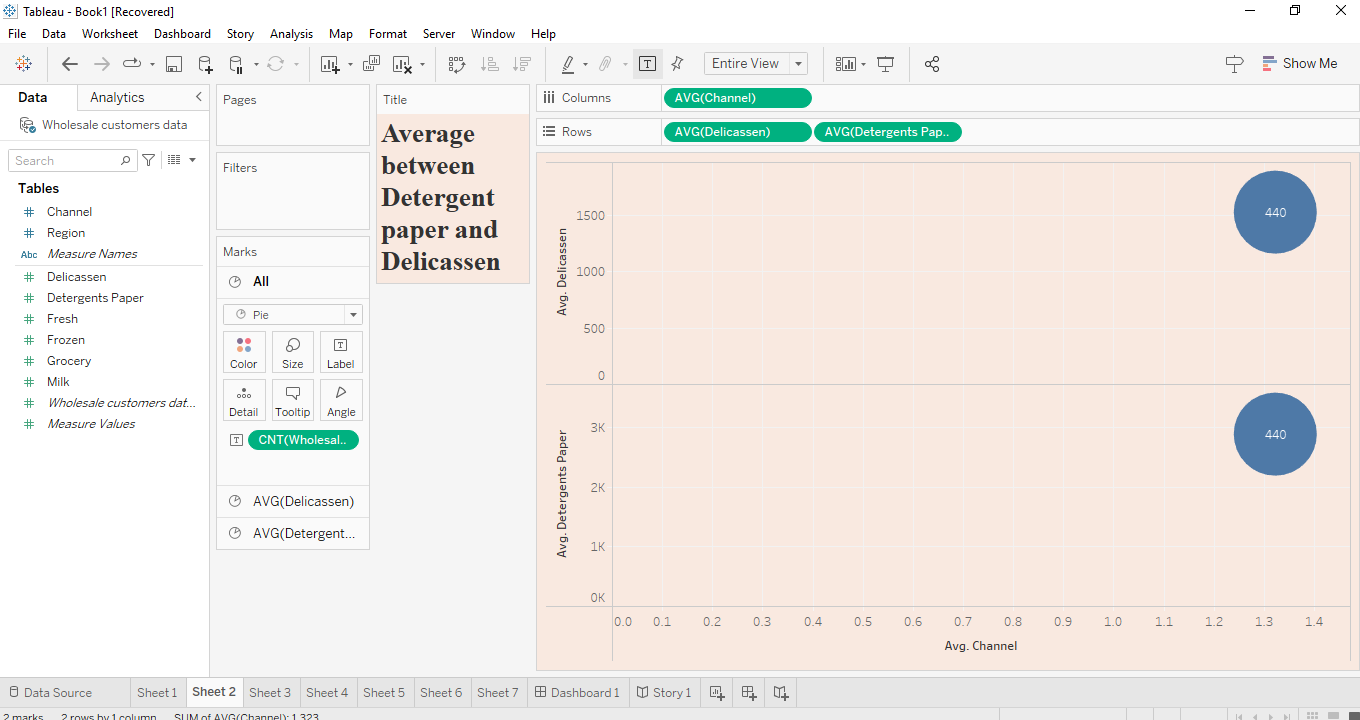 Tableau - Book1 [Recovered]
File Data Worksheet Dashboard Story Analysis Map Format Server Window Help
Entire View
Show Me
Data Analytics
Wholesale customers data
Search
Tables
Channel
Region
Abc Measure Names
Delicassen
Detergents Paper
Fresh
Frozen
Grocery
Milk
Wholesale customers dat...
Measure Values
Pages
Filters
Marks
All
Pie
Color Size Label
Detail Tooltip Angle
CNT(Wholesal..
AVG(Delicassen)
AVG(Detergent...
Title
Average
between
Detergent
paper and
Delicassen
Columns AVG(Channel)
Rows AVG(Delicassen) AVG(Detergents Pap..
Avg. Delicassen
1500
1000
500
0
440
Avg. Detergents Paper
3K
2K
1K
0K
440
0.0 0.1 0.2 0.3 0.4 0.5 0.6 0.7 0.8 0.9 1.0 1.1 1.2 1.3 1.4
Avg. Channel
Data Source Sheet 1 Sheet 2 Sheet 3 Sheet 4 Sheet 5 Sheet 6 Sheet 7 Dashboard 1 Story 1
2 marks 2 rows by 1 column SUM of AVG(Channel): 1.323